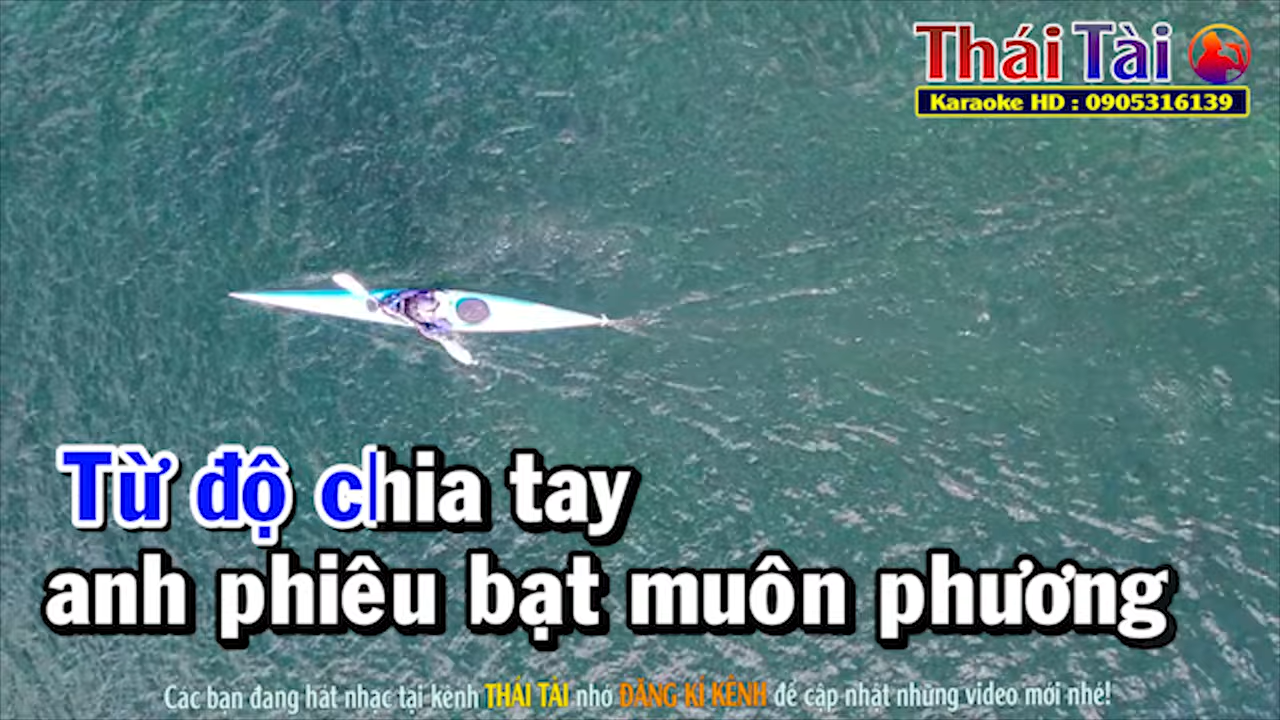 Thái Tài
Karaoke HD : 0905316139
Từ độ chia tay
anh phiêu bạt muôn phương
Các bạn đang hát nhạc tại kênh THÁI TÀI nhớ ĐĂNG KÍ KÊNH để cập nhật những video mới nhé!